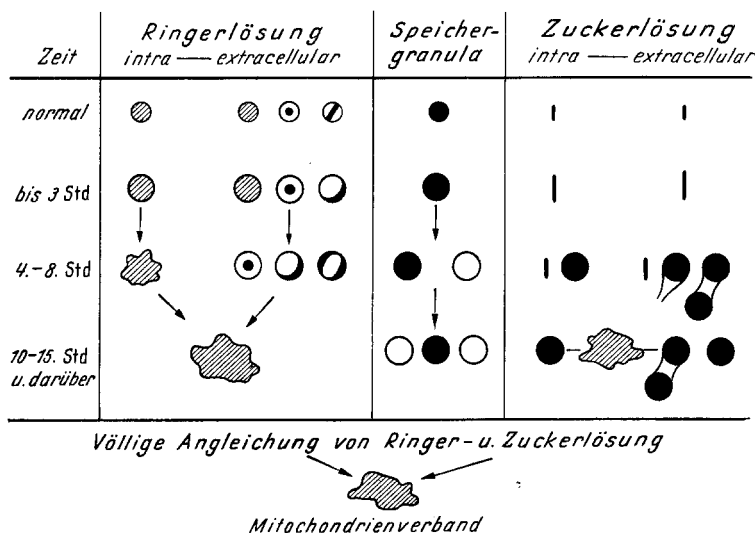 Zeit
Ringerlösung
intra — extracellular
Speicher-
granula
Zuckerlösung
intra — extracellular
normal
bis 3 Std
4.-8. Std
10-15. Std
u. darüber
Völlige Angleichung von Ringer- u. Zuckerlösung
Mitochondrienverband